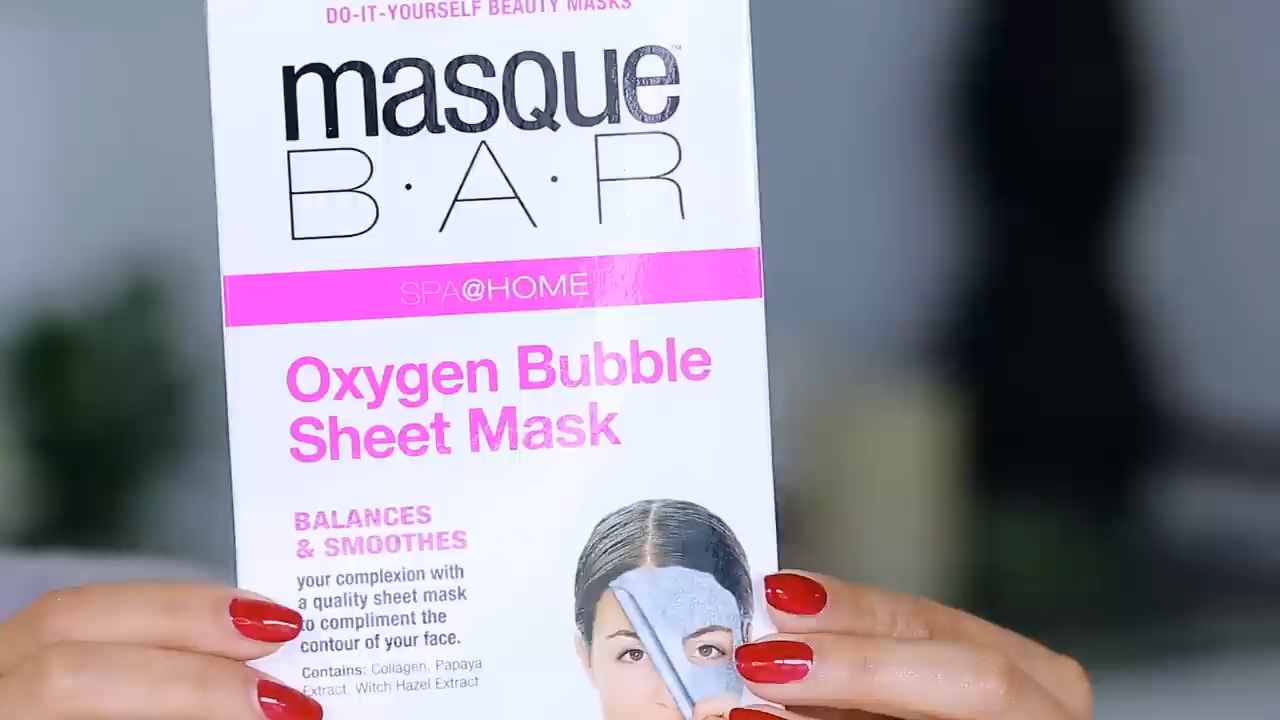 DO-IT-YOURSELF BEAUTY MASKS
masque™
B·A·R
SPA@HOME
Oxygen Bubble
Sheet Mask
BALANCES
& SMOOTHES
your complexion with
a quality sheet mask
to compliment the
contour of your face.
Contains: Collagen, Papaya
Extract, Witch Hazel Extract